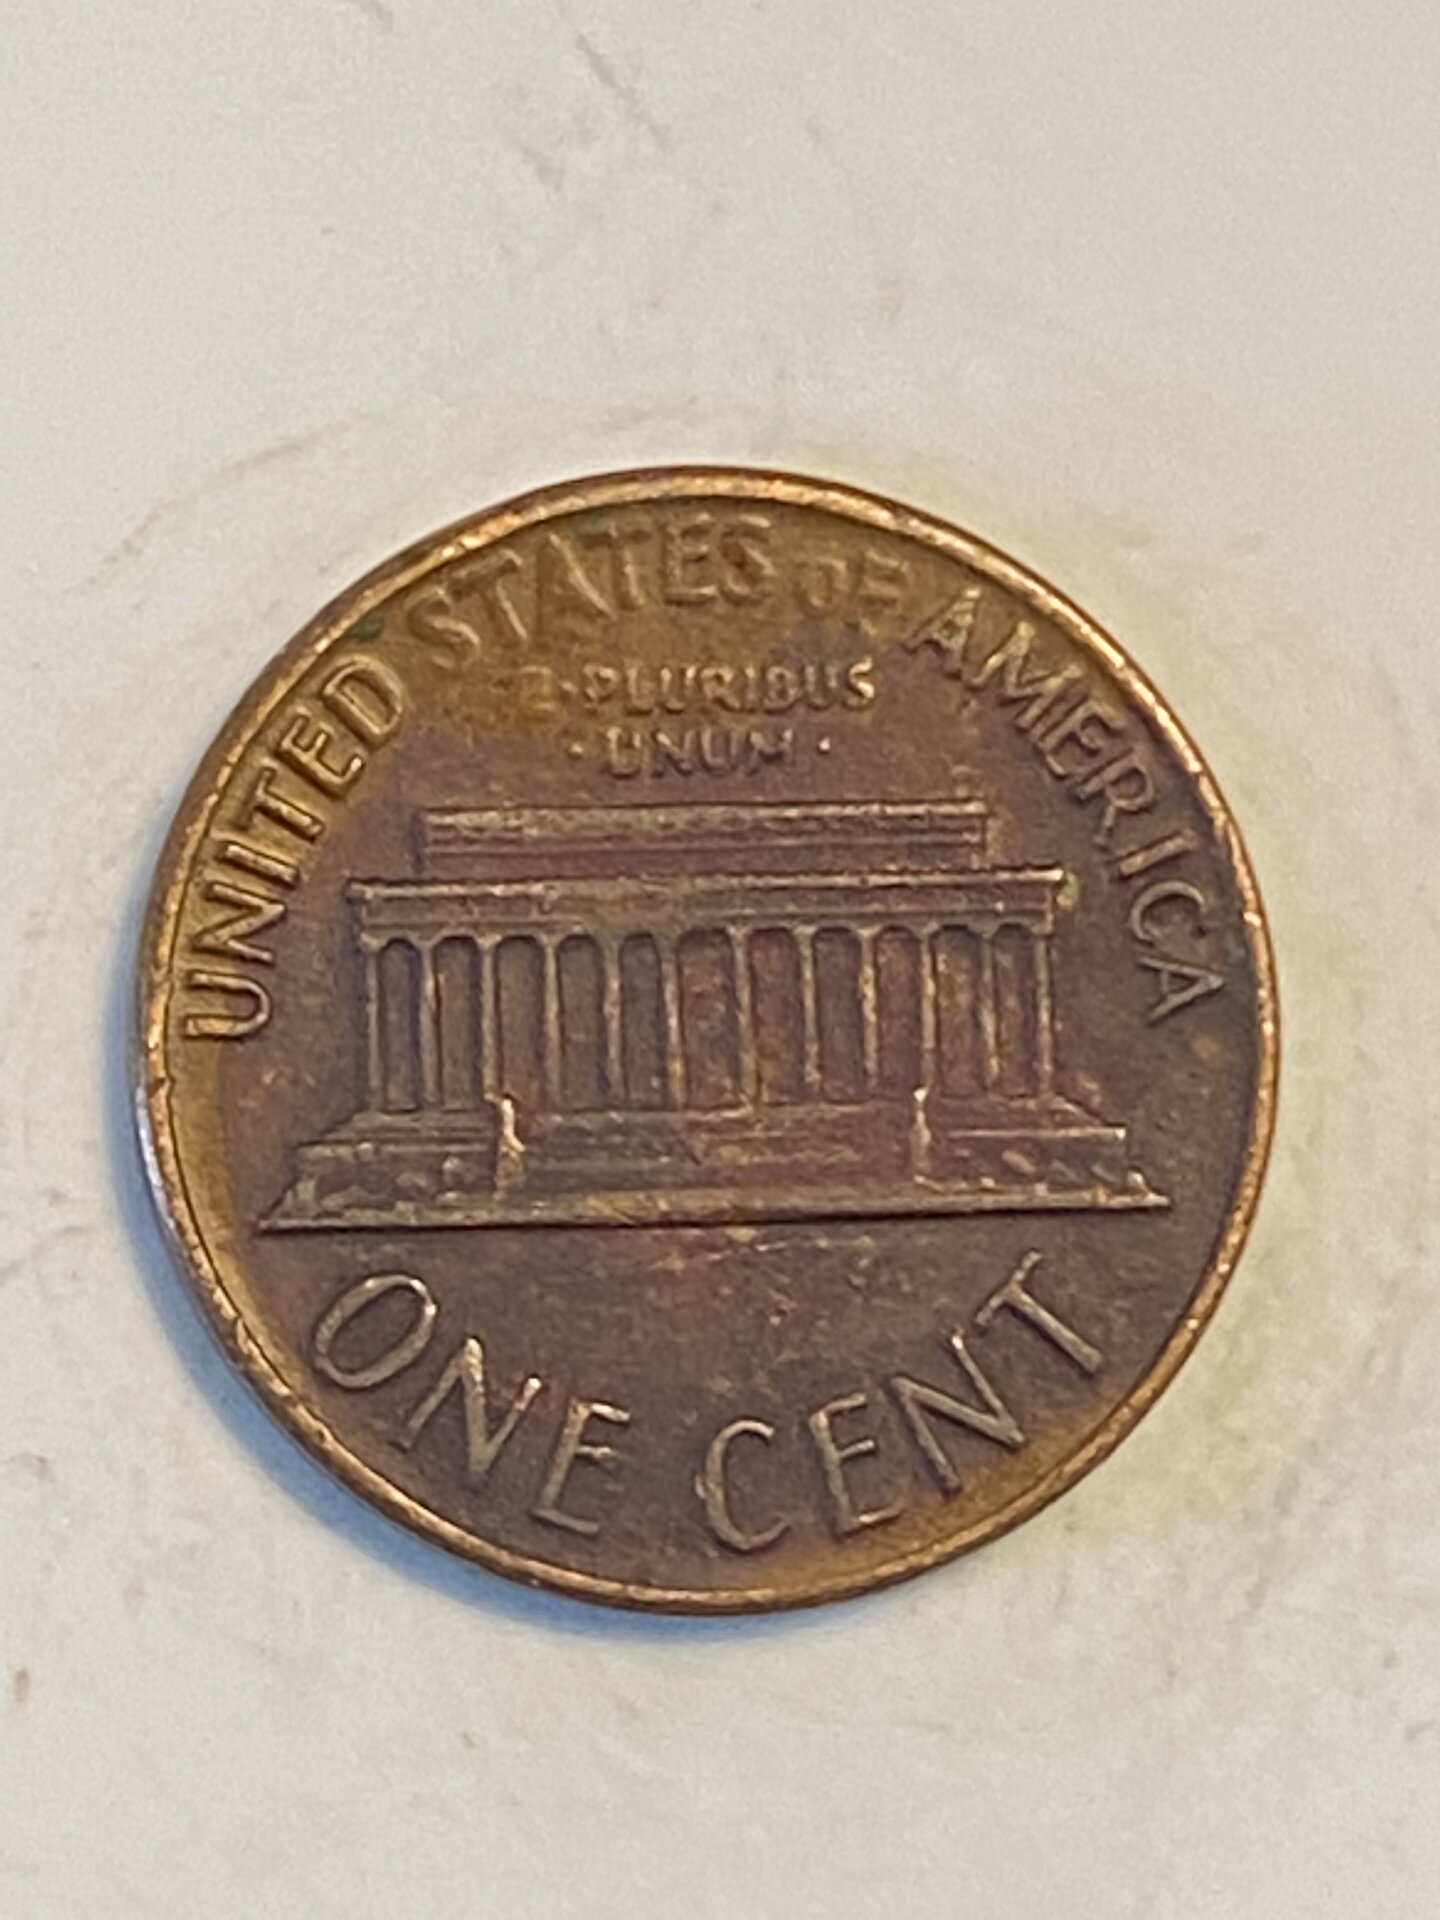 UNITED STATES OF AMERICA
E·PLURIBUS
·UNUM·
ONE CENT